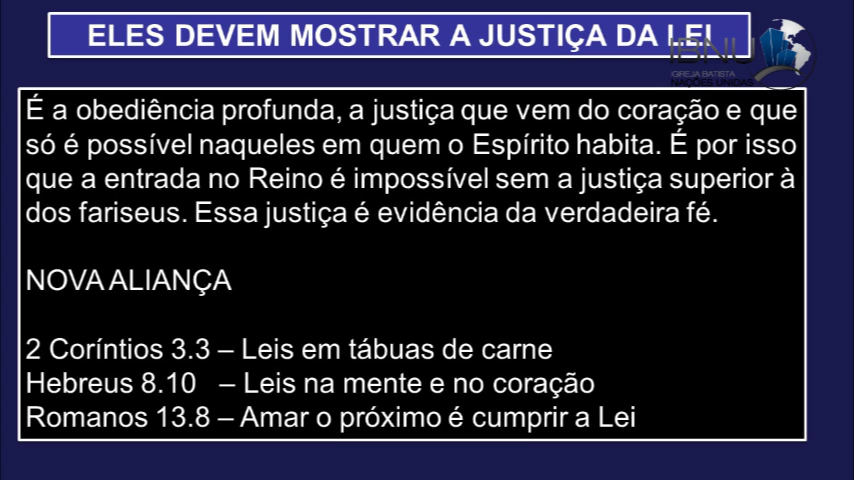 ELES DEVEM MOSTRAR A JUSTIÇA DA LEI
IBNU
IGREJA BATISTA
NAÇÕES UNIDAS
É a obediência profunda, a justiça que vem do coração e que
só é possível naqueles em quem o Espírito habita. É por isso
que a entrada no Reino é impossível sem a justiça superior à
dos fariseus. Essa justiça é evidência da verdadeira fé.
NOVA ALIANÇA
2 Coríntios 3.3 – Leis em tábuas de carne
Hebreus 8.10 – Leis na mente e no coração
Romanos 13.8 – Amar o próximo é cumprir a Lei